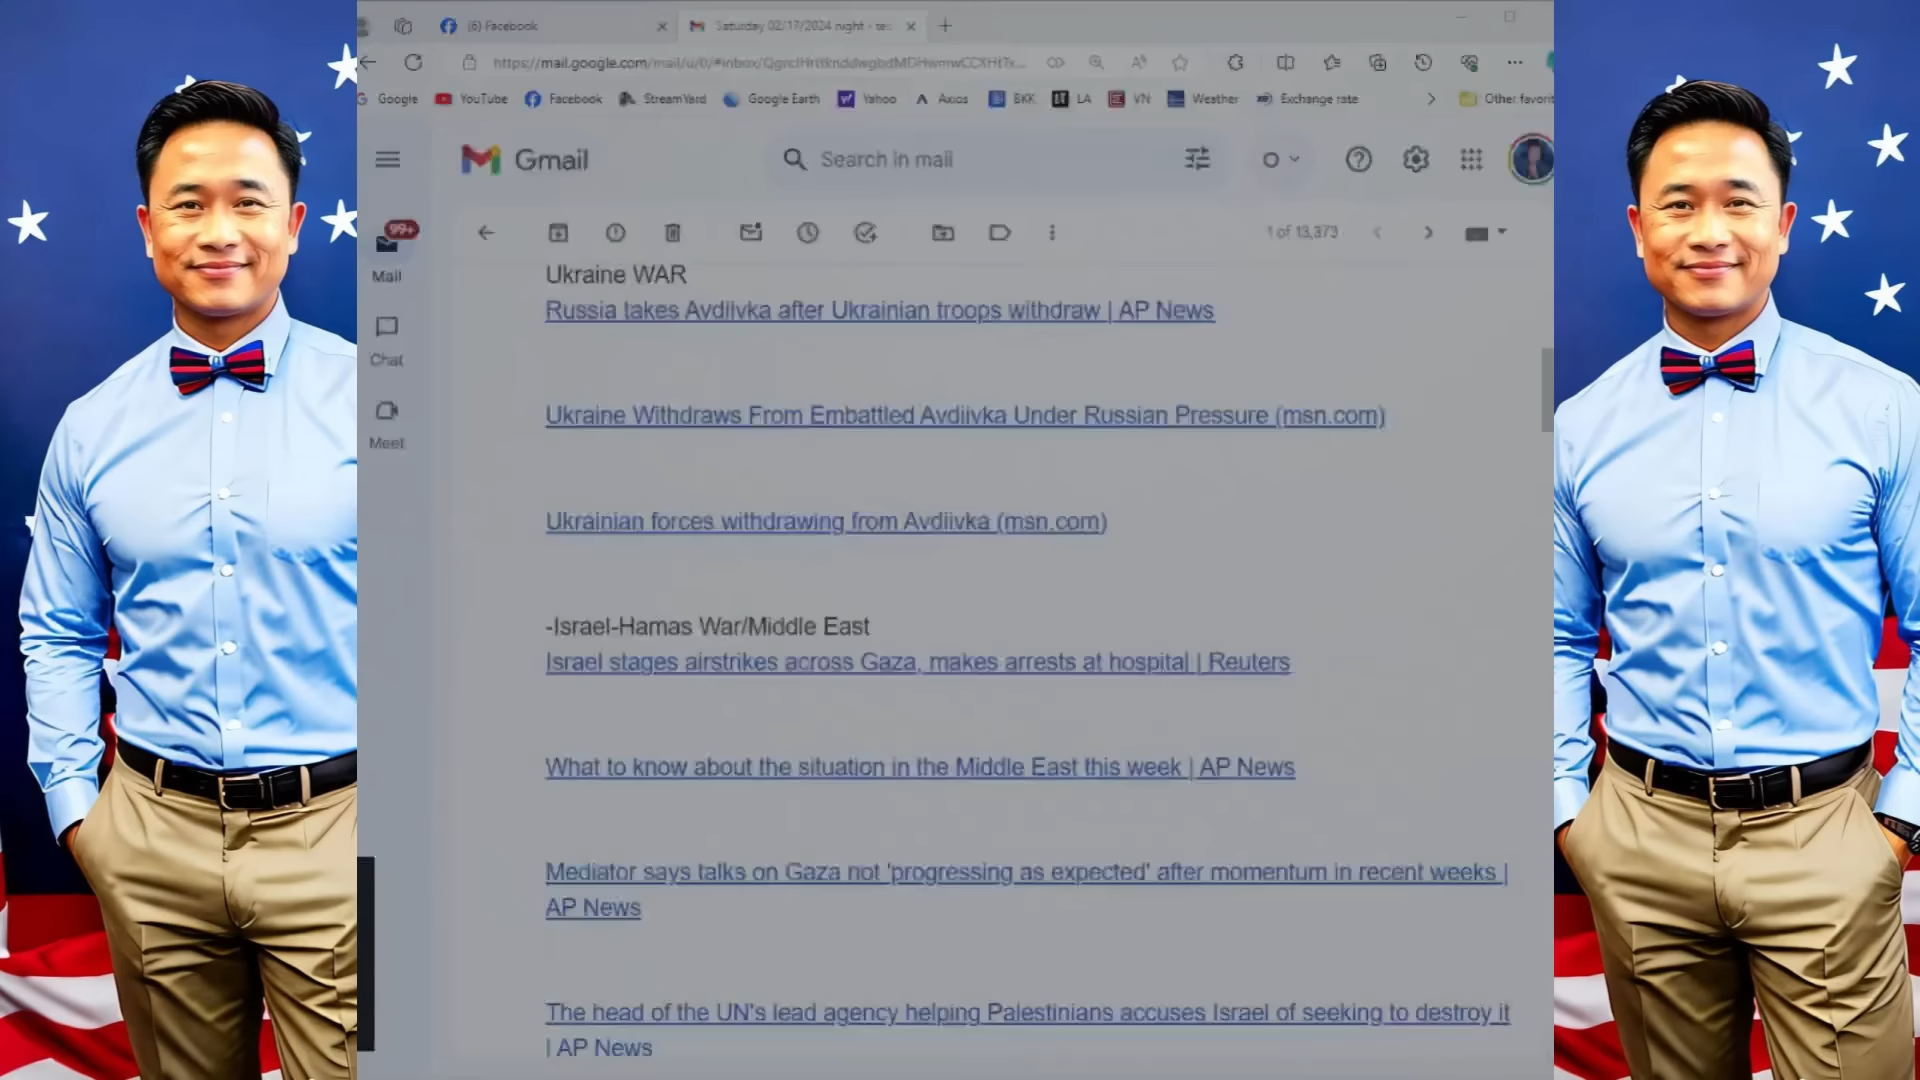 (6) Facebook
Saturday 02/17/2024 night - se
https://mail.google.com/mail/u/0/#inbox/
Google
YouTube
Facebook
StreamYard
Google Earth
Yahoo
Axios
BKK
LA
VN
Weather
Exchange rate
Other favorit
Gmail
Search in mail
99+
Mail
Chat
Meet
1 of 13,373
Ukraine WAR
Russia takes Avdiivka after Ukrainian troops withdraw | AP News
Ukraine Withdraws From Embattled Avdiivka Under Russian Pressure (msn.com)
Ukrainian forces withdrawing from Avdiivka (msn.com)
-Israel-Hamas War/Middle East
Israel stages airstrikes across Gaza, makes arrests at hospital | Reuters
What to know about the situation in the Middle East this week | AP News
Mediator says talks on Gaza not 'progressing as expected' after momentum in recent weeks |
AP News
The head of the UN's lead agency helping Palestinians accuses Israel of seeking to destroy it
| AP News